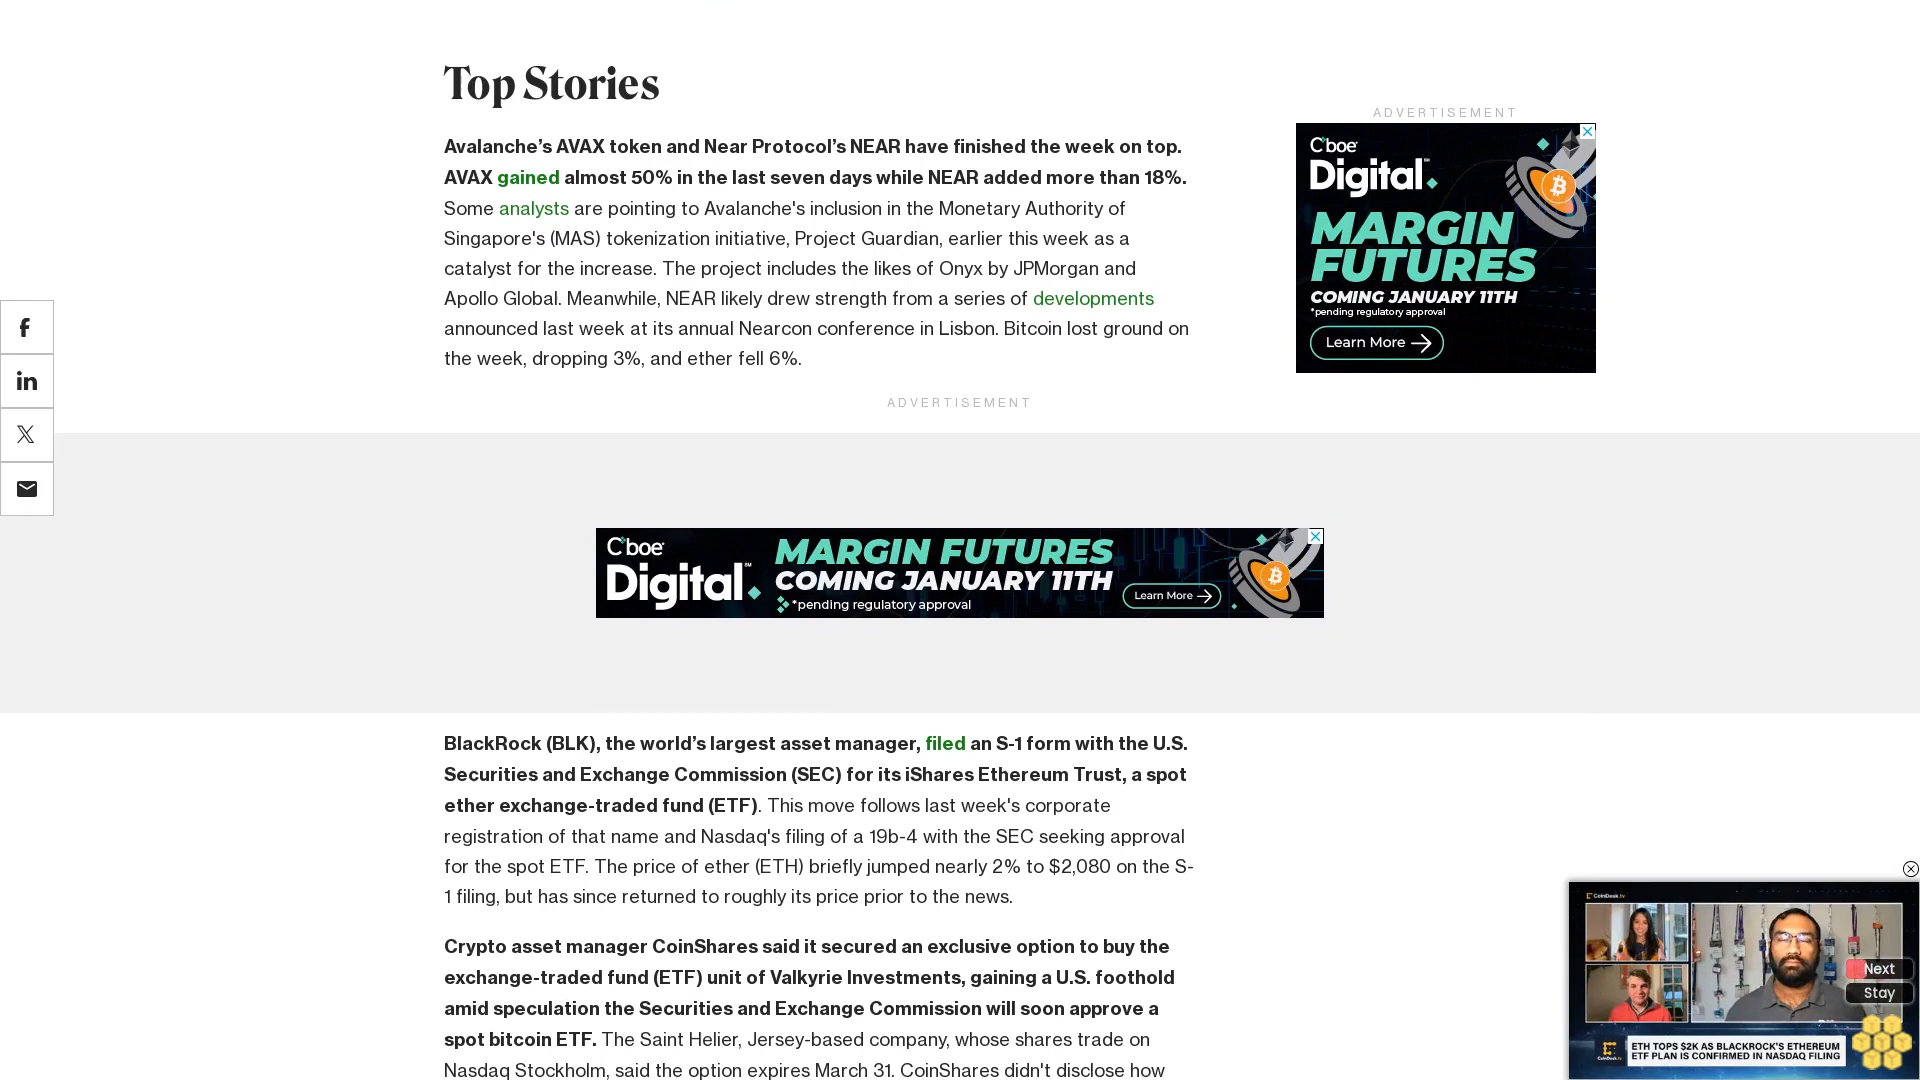 Top Stories
Avalanche’s AVAX token and Near Protocol’s NEAR have finished the week on top.
AVAX gained almost 50% in the last seven days while NEAR added more than 18%.
Some analysts are pointing to Avalanche's inclusion in the Monetary Authority of
Singapore's (MAS) tokenization initiative, Project Guardian, earlier this week as a
catalyst for the increase. The project includes the likes of Onyx by JPMorgan and
Apollo Global. Meanwhile, NEAR likely drew strength from a series of developments
announced last week at its annual Nearcon conference in Lisbon. Bitcoin lost ground on
the week, dropping 3%, and ether fell 6%.
ADVERTISEMENT
Cboe
Digital
MARGIN
FUTURES
COMING JANUARY 11TH
*pending regulatory approval
Learn More
ADVERTISEMENT
Cboe
Digital
MARGIN FUTURES
COMING JANUARY 11TH
*pending regulatory approval
Learn More
BlackRock (BLK), the world’s largest asset manager, filed an S-1 form with the U.S.
Securities and Exchange Commission (SEC) for its iShares Ethereum Trust, a spot
ether exchange-traded fund (ETF). This move follows last week's corporate
registration of that name and Nasdaq's filing of a 19b-4 with the SEC seeking approval
for the spot ETF. The price of ether (ETH) briefly jumped nearly 2% to $2,080 on the S-
1 filing, but has since returned to roughly its price prior to the news.
Crypto asset manager CoinShares said it secured an exclusive option to buy the
exchange-traded fund (ETF) unit of Valkyrie Investments, gaining a U.S. foothold
amid speculation the Securities and Exchange Commission will soon approve a
spot bitcoin ETF. The Saint Helier, Jersey-based company, whose shares trade on
Nasdaq Stockholm, said the option expires March 31. CoinShares didn't disclose how
CoinDesk.tv
Next
Stay
ETH TOPS $2K AS BLACKROCK'S ETHEREUM
ETF PLAN IS CONFIRMED IN NASDAQ FILING
CoinDesk.tv